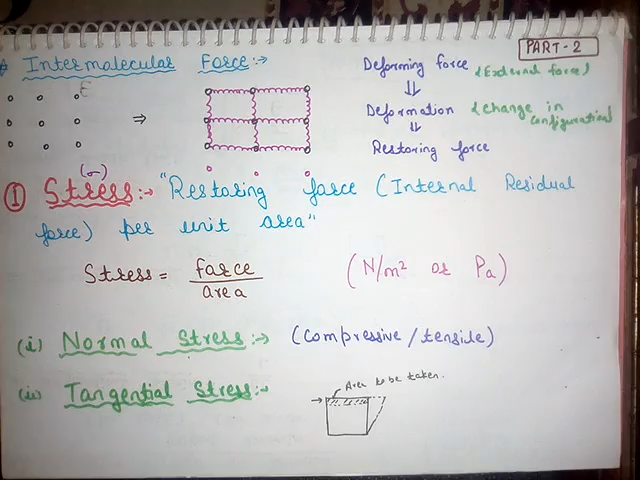 PART-2
* Intermolecular Force:→
Deforming force (External force)
⇓
Deformation (Change in configuration)
⇓
Restoring force
⇒
(σ)
① Stress:→ "Restoring force (Internal Residual
force) per unit area"
Stress = force / area (N/m² or Pa)
(i) Normal Stress:→ (Compressive/tensile)
(ii) Tangential Stress:→
Area to be taken.